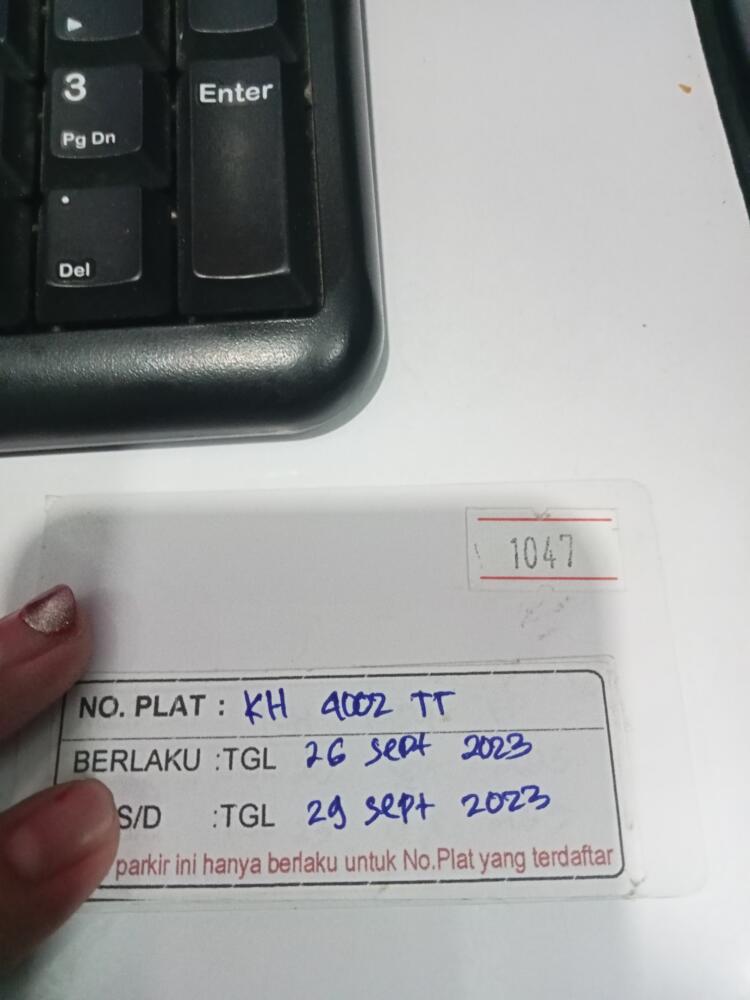 3
Enter
Pg Dn
.
Del
1047
NO. PLAT : KH 4002 TT
BERLAKU :TGL 26 sept 2023
S/D :TGL 29 sept 2023
parkir ini hanya berlaku untuk No.Plat yang terdaftar